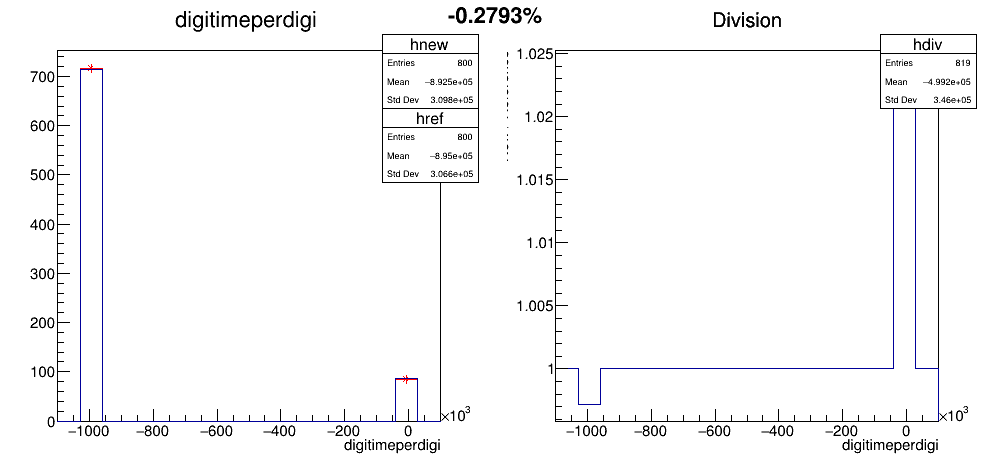 digitimeperdigi
-0.2793%
Division
hnew
Entries 800
Mean −8.925e+05
Std Dev 3.098e+05
href
Entries 800
Mean −8.95e+05
Std Dev 3.066e+05
700
600
500
400
300
200
100
0
−1000 −800 −600 −400 −200 0
×10³
digitimeperdigi
hdiv
Entries 819
Mean −4.992e+05
Std Dev 3.46e+05
1.025
1.02
1.015
1.01
1.005
1
−1000 −800 −600 −400 −200 0
×10³
digitimeperdigi